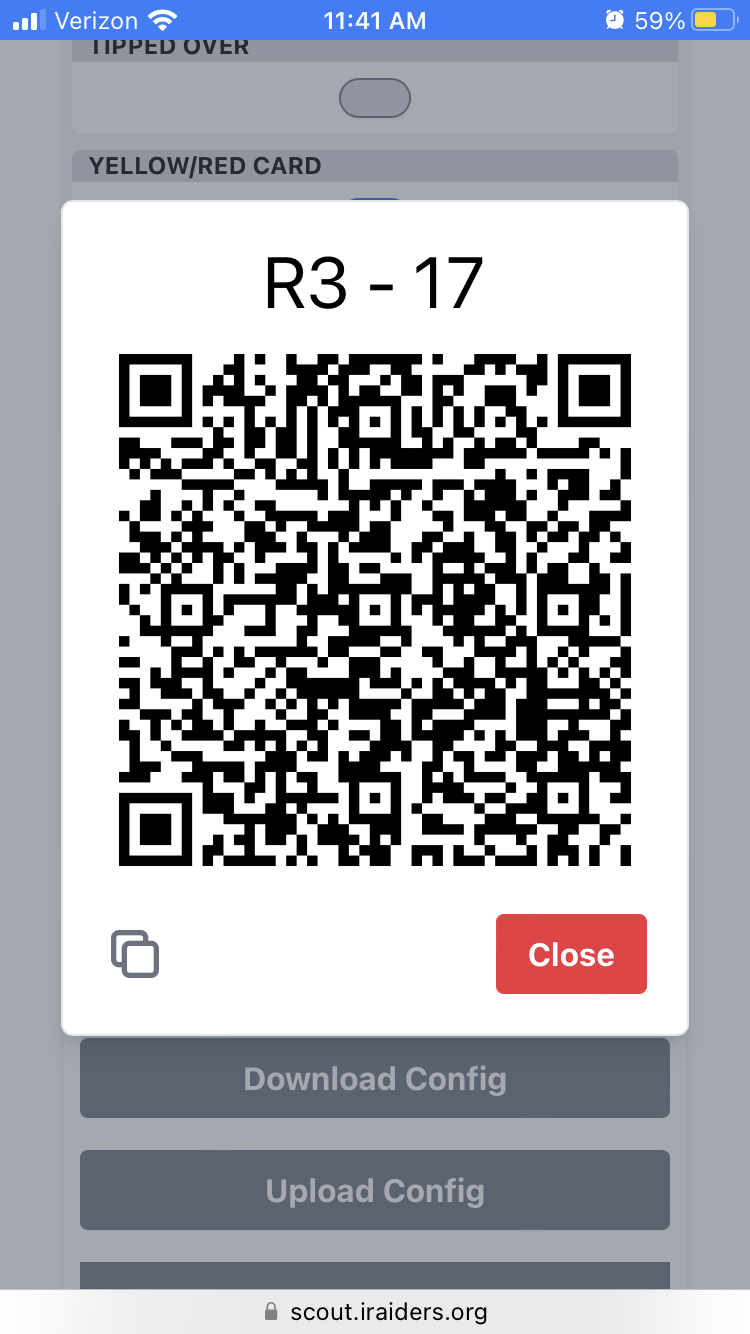 Verizon 11:41 AM 59%
TIPPED OVER
YELLOW/RED CARD
R3 - 17
Close
Download Config
Upload Config
scout.iraiders.org